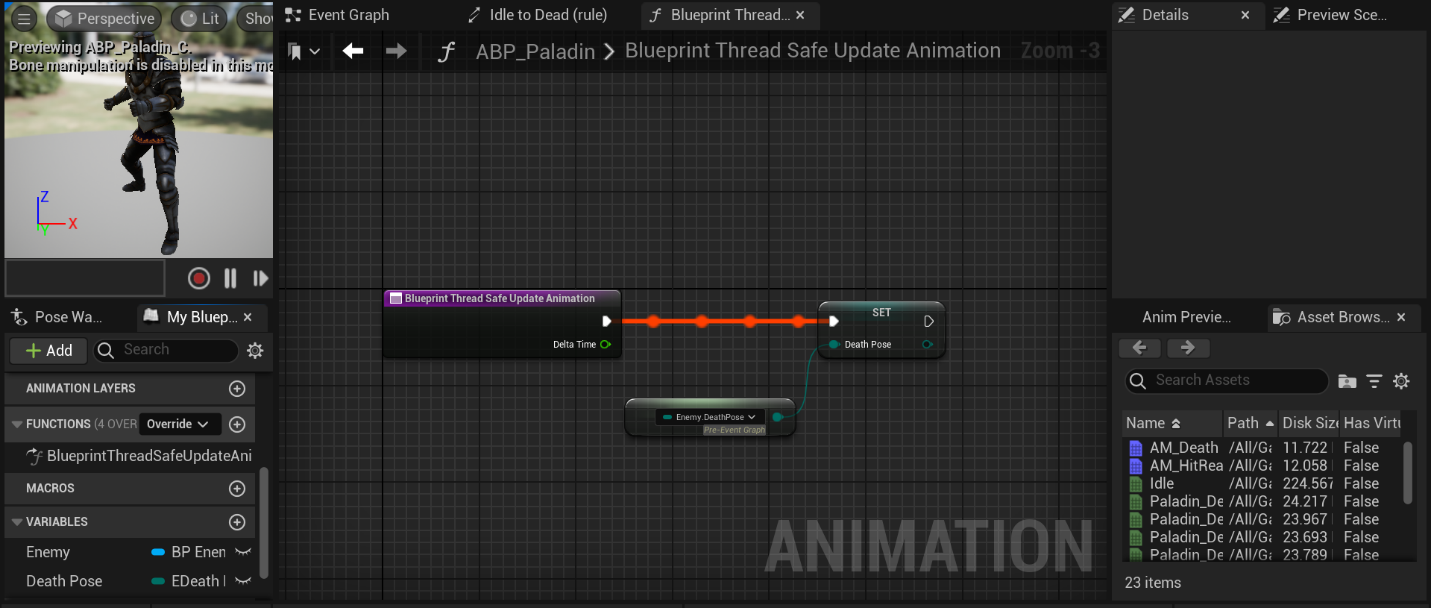 Perspective
Lit
Sho
Previewing ABP_Paladin_C.
Bone manipulation is disabled in this mo
Z
X
Y
Pose Wa...
My Bluep...
Add
Search
ANIMATION LAYERS
FUNCTIONS (4 OVER
Override
BlueprintThreadSafeUpdateAni
MACROS
VARIABLES
Enemy BP Enen
Death Pose EDeath
Event Graph
Idle to Dead (rule)
Blueprint Thread...
ABP_Paladin > Blueprint Thread Safe Update Animation
Zoom -3
Blueprint Thread Safe Update Animation
Delta Time
SET
Death Pose
Enemy.DeathPose
Pre-Event Graph
ANIMATION
Details
Preview Sce...
Anim Previe...
Asset Brows...
Search Assets
Name Path Disk Size Has Virtu
AM_Death /All/Ga 11.722 False
AM_HitRea /All/Ga 12.058 False
Idle /All/Ga 224.567 False
Paladin_De /All/Ga 24.217 False
Paladin_De /All/Ga 23.967 False
Paladin_De /All/Ga 23.693 False
Paladin_De /All/Ga 23.789 False
23 items